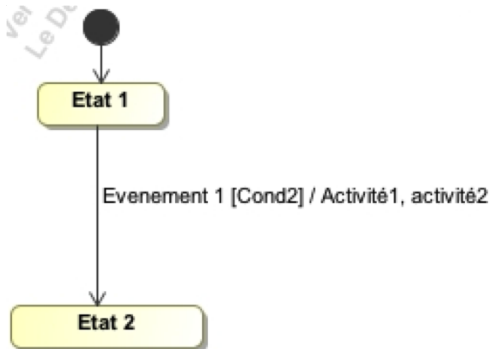 Etat 1
Evenement 1 [Cond2] / Activité1, activité2
Etat 2